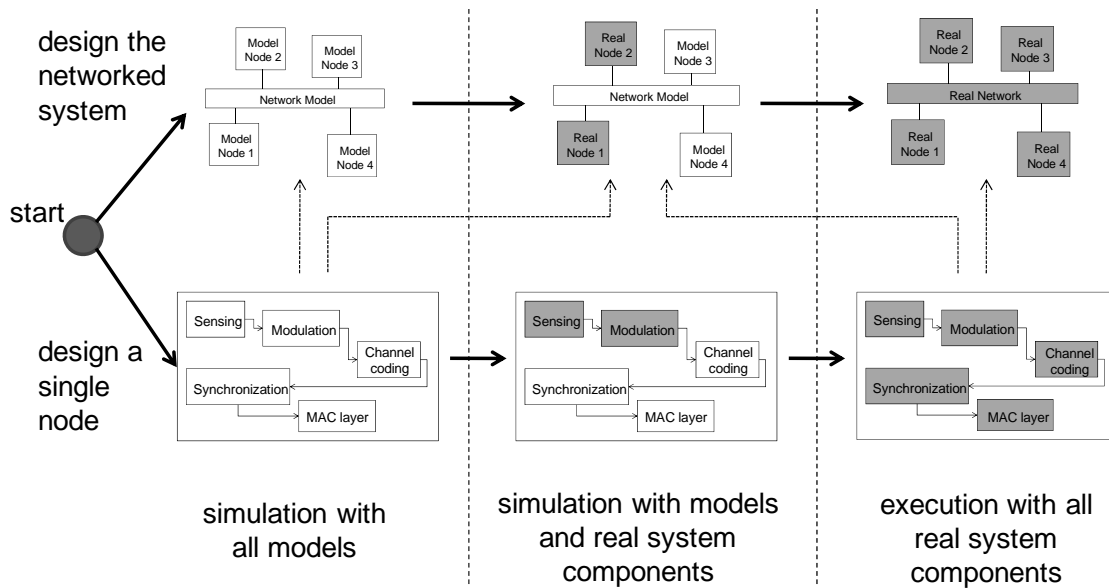 design the
networked
system
Model
Node 2
Model
Node 3
Network Model
Model
Node 1
Model
Node 4
Real
Node 2
Model
Node 3
Network Model
Real
Node 1
Model
Node 4
Real
Node 2
Real
Node 3
Real Network
Real
Node 1
Real
Node 4
start
design a
single
node
Sensing
Modulation
Channel
coding
Synchronization
MAC layer
Sensing
Modulation
Channel
coding
Synchronization
MAC layer
Sensing
Modulation
Channel
coding
Synchronization
MAC layer
simulation with
all models
simulation with models
and real system
components
execution with all
real system
components